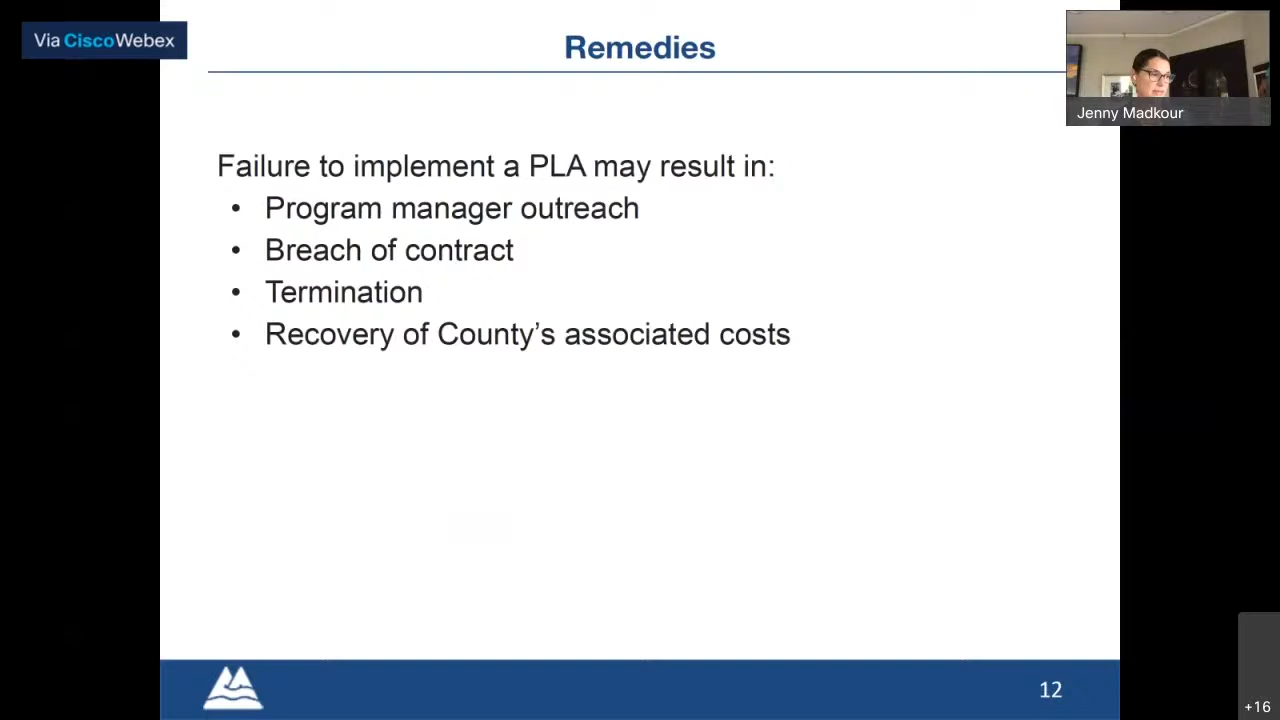 Via CiscoWebex
Remedies
Jenny Madkour
Failure to implement a PLA may result in:
• Program manager outreach
• Breach of contract
• Termination
• Recovery of County’s associated costs
12
+16